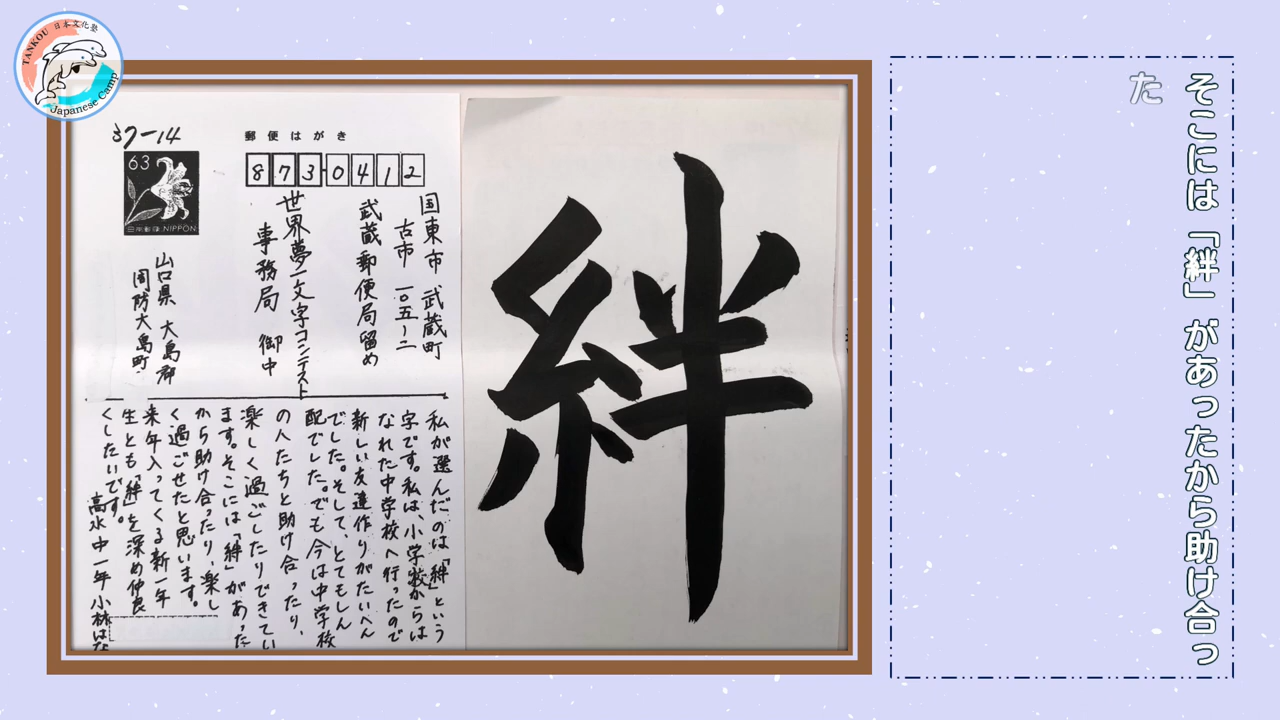 TANKOU 日本文化塾
Japanese Camp
37-14
郵便はがき
63
日本郵便 NIPPON
873-0412
国東市 武蔵町
古市 一〇五-二
武蔵郵便局留め
世界夢一文字コンテスト
事務局 御中
山口県 大島郡
周防大島町
私が選んだのは「絆」という
字です。私は、小学校からは
なれた中学校へ行ったので
新しい友達作りがたいへん
でした。そして、とてもしん
配でした。でも今は中学校
の人たちと助け合ったり、
楽しく過ごしたりできてい
ます。そこには「絆」があった
から助け合ったり、楽し
く過ごせたと思います。
来年入ってくる新一年
生とも「絆」を深め仲良
くしたいです。
高水中一年 小林はな
絆
そこには「絆」があったから助け合っ
た